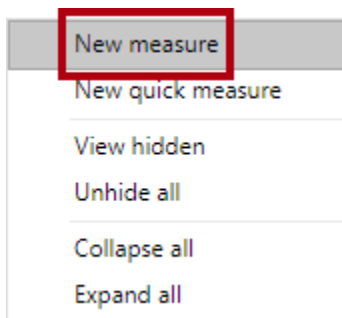 New measure
New quick measure
View hidden
Unhide all
Collapse all
Expand all